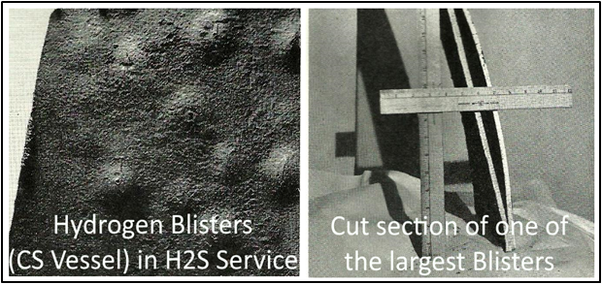 Hydrogen Blisters
(CS Vessel) in H2S Service
Cut section of one of
the largest Blisters